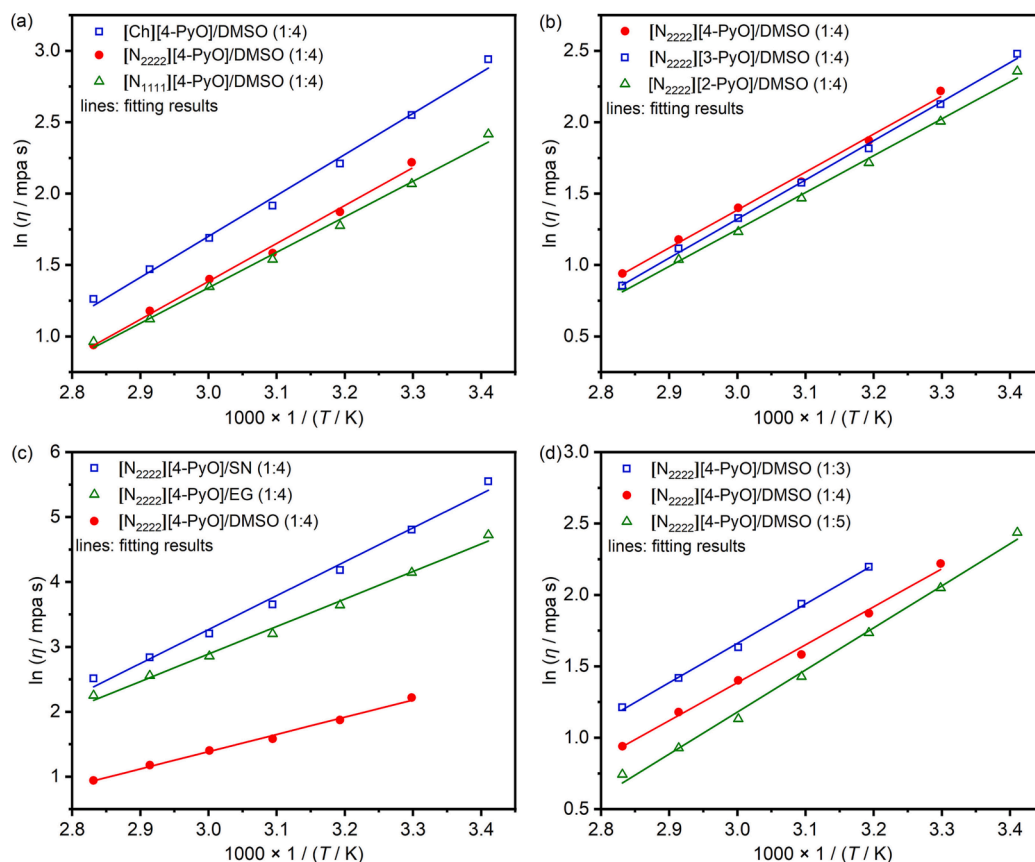 (a)
[Ch][4-PyO]/DMSO (1:4)
[N₂₂₂₂][4-PyO]/DMSO (1:4)
[N₁₁₁₁][4-PyO]/DMSO (1:4)
lines: fitting results
3.0
2.5
2.0
1.5
1.0
ln (η / mpa s)
2.8 2.9 3.0 3.1 3.2 3.3 3.4
1000 × 1 / (T / K)
(b)
[N₂₂₂₂][4-PyO]/DMSO (1:4)
[N₂₂₂₂][3-PyO]/DMSO (1:4)
[N₂₂₂₂][2-PyO]/DMSO (1:4)
lines: fitting results
2.5
2.0
1.5
1.0
0.5
ln (η / mpa s)
2.8 2.9 3.0 3.1 3.2 3.3 3.4
1000 × 1 / (T / K)
(c)
[N₂₂₂₂][4-PyO]/SN (1:4)
[N₂₂₂₂][4-PyO]/EG (1:4)
[N₂₂₂₂][4-PyO]/DMSO (1:4)
lines: fitting results
6
5
4
3
2
1
ln (η / mpa s)
2.8 2.9 3.0 3.1 3.2 3.3 3.4
1000 × 1 / (T / K)
(d)
[N₂₂₂₂][4-PyO]/DMSO (1:3)
[N₂₂₂₂][4-PyO]/DMSO (1:4)
[N₂₂₂₂][4-PyO]/DMSO (1:5)
lines: fitting results
3.0
2.5
2.0
1.5
1.0
0.5
ln (η / mpa s)
2.8 2.9 3.0 3.1 3.2 3.3 3.4
1000 × 1 / (T / K)